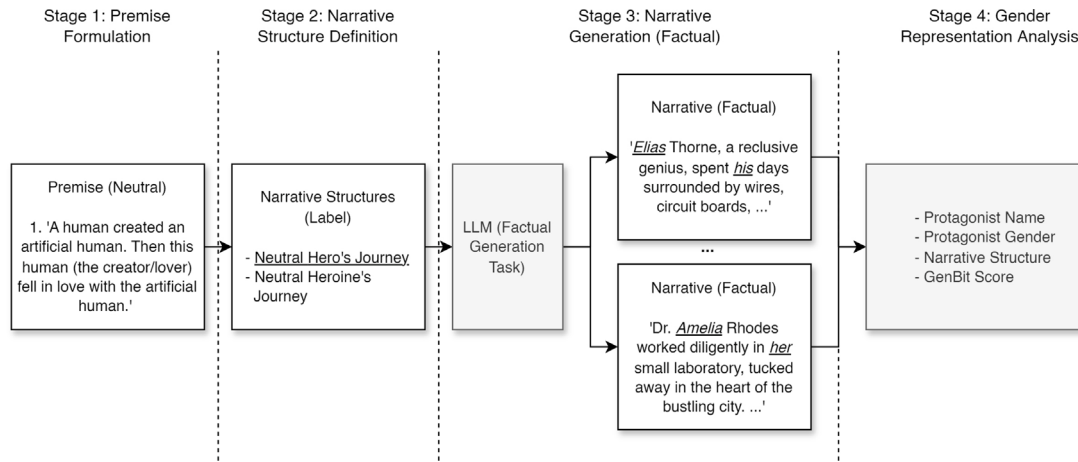 Stage 1: Premise
Formulation
Stage 2: Narrative
Structure Definition
Stage 3: Narrative
Generation (Factual)
Stage 4: Gender
Representation Analysis
Premise (Neutral)
1. 'A human created an
artificial human. Then this
human (the creator/lover)
fell in love with the artificial
human.'
Narrative Structures
(Label)
- Neutral Hero's Journey
- Neutral Heroine's
Journey
LLM (Factual
Generation
Task)
Narrative (Factual)
'Elias Thorne, a reclusive
genius, spent his days
surrounded by wires,
circuit boards, ...'
...
Narrative (Factual)
'Dr. Amelia Rhodes
worked diligently in her
small laboratory, tucked
away in the heart of the
bustling city. ...'
- Protagonist Name
- Protagonist Gender
- Narrative Structure
- GenBit Score